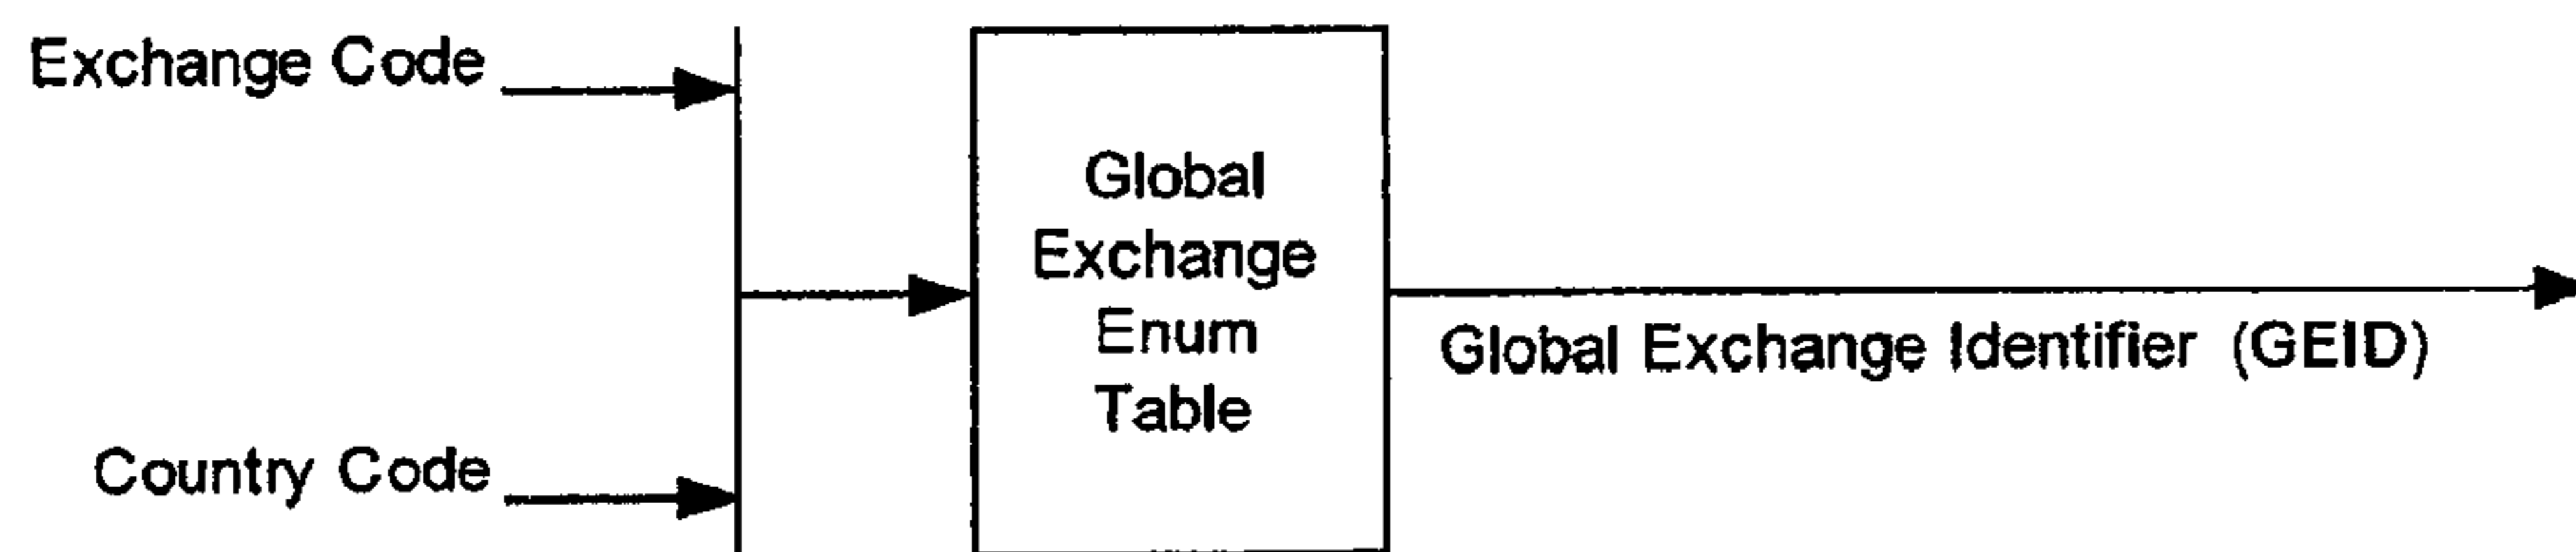 Exchange Code
Global
Exchange
Enum
Table
Global Exchange Identifier (GEID)
Country Code